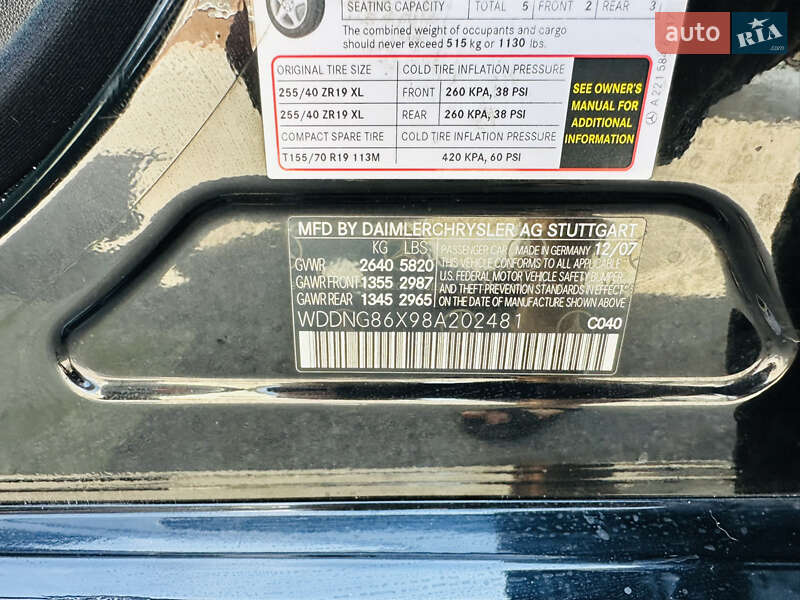 SEATING CAPACITY TOTAL 5 FRONT 2 REAR 3
The combined weight of occupants and cargo
should never exceed 515 kg or 1130 lbs.
ORIGINAL TIRE SIZE COLD TIRE INFLATION PRESSURE
255/40 ZR19 XL FRONT 260 KPA, 38 PSI
255/40 ZR19 XL REAR 260 KPA, 38 PSI
COMPACT SPARE TIRE COLD TIRE INFLATION PRESSURE
T155/70 R19 113M 420 KPA, 60 PSI
SEE OWNER'S
MANUAL FOR
ADDITIONAL
INFORMATION
A 221 58
auto RIA
.com
MFD BY DAIMLERCHRYSLER AG STUTTGART
KG LBS
GVWR 2640 5820
GAWR FRONT 1355 2987
GAWR REAR 1345 2965
PASSENGER CAR MADE IN GERMANY 12/07
THIS VEHICLE CONFORMS TO ALL APPLICABLE
U.S. FEDERAL MOTOR VEHICLE SAFETY, BUMPER,
AND THEFT PREVENTION STANDARDS IN EFFECT
ON THE DATE OF MANUFACTURE SHOWN ABOVE
WDDNG86X98A202481 C040